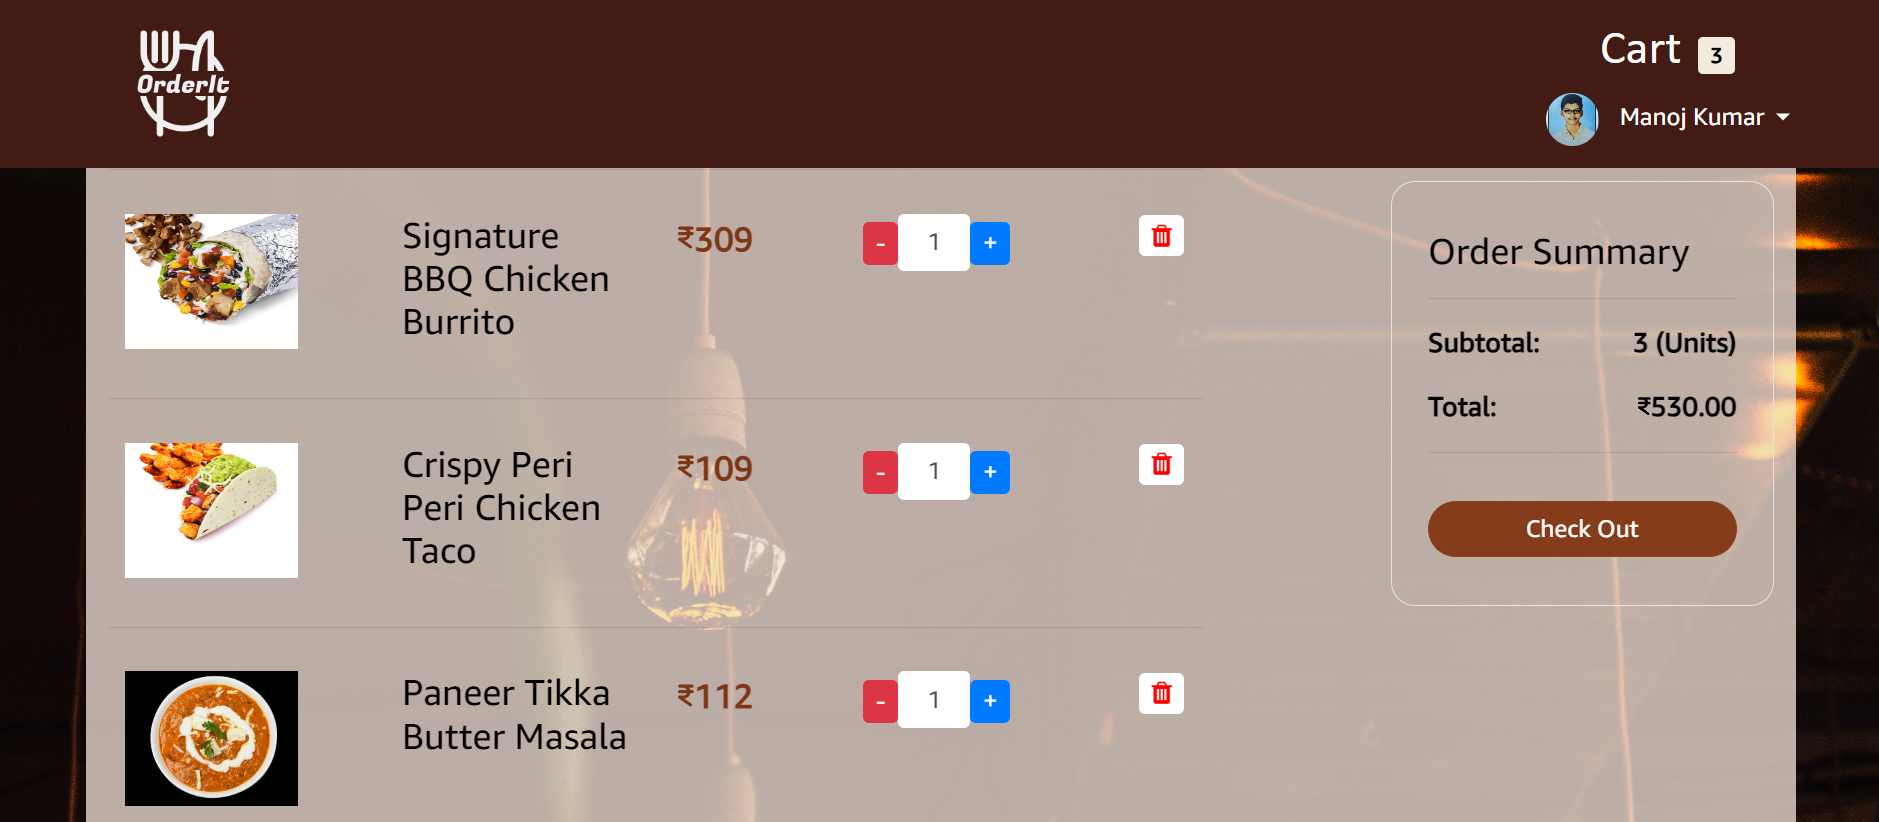 OrderIt
Cart 3
Manoj Kumar
Signature
BBQ Chicken
Burrito
₹309
- 1 +
Crispy Peri
Peri Chicken
Taco
₹109
- 1 +
Paneer Tikka
Butter Masala
₹112
- 1 +
Order Summary
Subtotal: 3 (Units)
Total: ₹530.00
Check Out